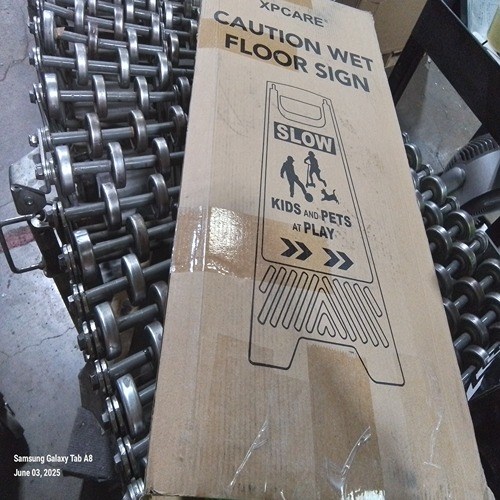 XPCARE®
CAUTION WET
FLOOR SIGN
SLOW
KIDS AND PETS
AT PLAY
Samsung Galaxy Tab A8
June 03, 2025